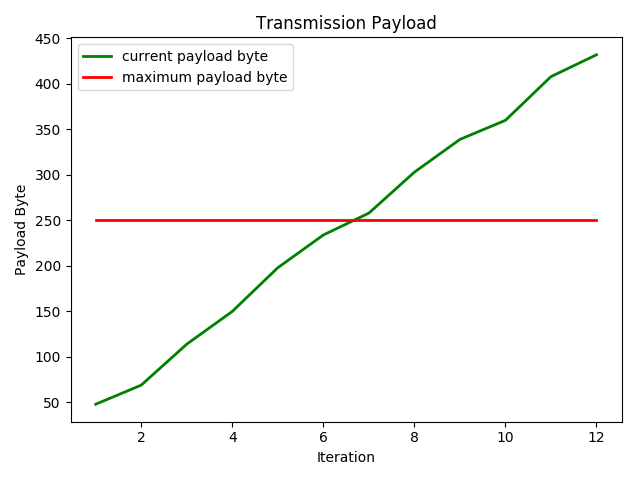 Transmission Payload
current payload byte
maximum payload byte
450
400
350
300
250
200
150
100
50
Payload Byte
2 4 6 8 10 12
Iteration